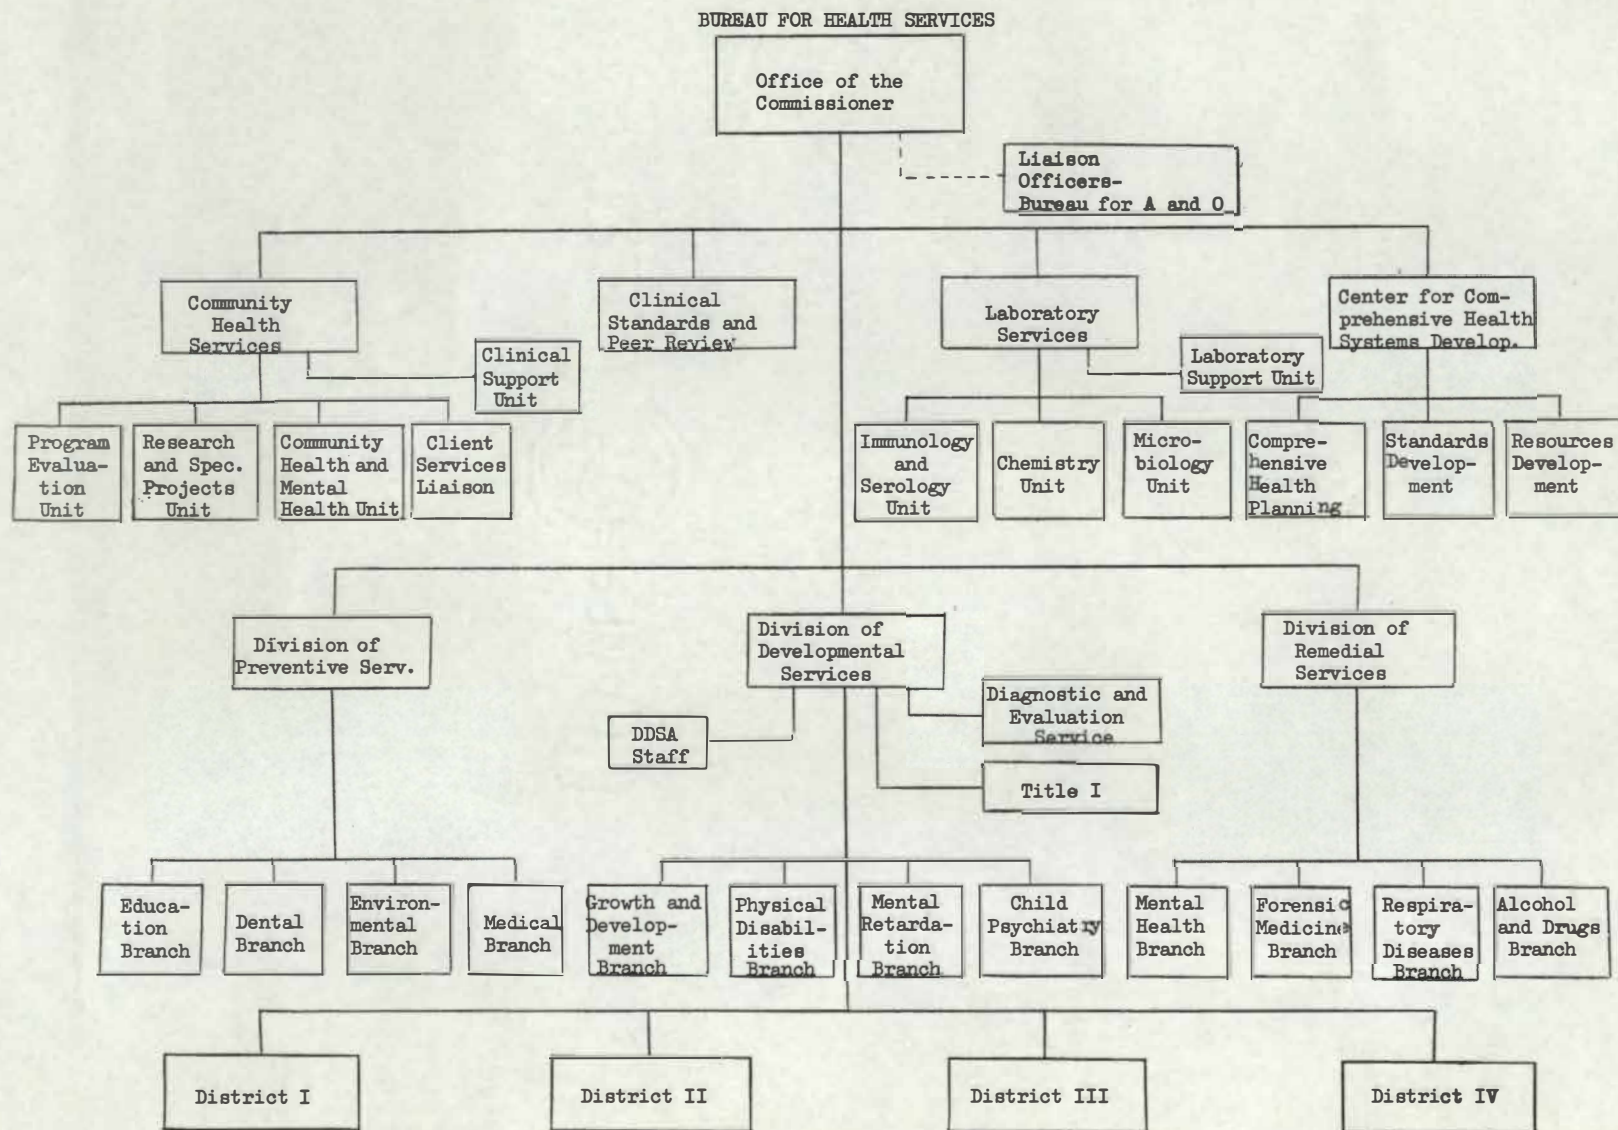 BUREAU FOR HEALTH SERVICES
Office of the
Commissioner
Liaison
Officers-
Bureau for A and O
Community
Health
Services
Clinical
Standards and
Peer Review
Laboratory
Services
Center for Com-
prehensive Health
Systems Develop.
Clinical
Support
Unit
Laboratory
Support Unit
Program
Evalua-
tion
Unit
Research
and Spec.
Projects
Unit
Community
Health and
Mental
Health Unit
Client
Services
Liaison
Immunology
and
Serology
Unit
Chemistry
Unit
Micro-
biology
Unit
Compre-
hensive
Health
Planning
Standards
Develop-
ment
Resources
Develop-
ment
Division of
Preventive Serv.
Division of
Developmental
Services
Division of
Remedial
Services
DDSA
Staff
Diagnostic and
Evaluation
Service
Title I
Educa-
tion
Branch
Dental
Branch
Environ-
mental
Branch
Medical
Branch
Growth and
Develop-
ment
Branch
Physical
Disabil-
ities
Branch
Mental
Retarda-
tion
Branch
Child
Psychiatry
Branch
Mental
Health
Branch
Forensic
Medicine
Branch
Respira-
tory
Diseases
Branch
Alcohol
and Drugs
Branch
District I
District II
District III
District IV